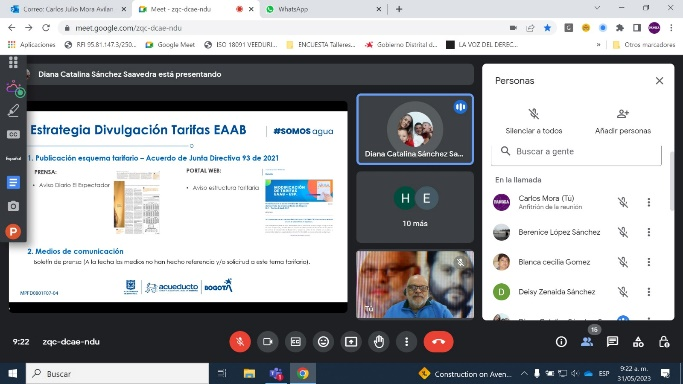 Correo: Carlos Julio Mora Avilan
Meet - zqc-dcae-ndu
WhatsApp
meet.google.com/zqc-dcae-ndu
Aplicaciones
RFI 95.81.147.3/250...
Google Meet
ISO 18091 VEEDURI...
ENCUESTA Talleres...
Gobierno Distrital d...
LA VOZ DEL DEREC...
»
Otros marcadores
Diana Catalina Sánchez Saavedra está presentando
CC
Español
Estrategia Divulgación Tarifas EAAB
#SOMOS agua
1. Publicación esquema tarifario – Acuerdo de Junta Directiva 93 de 2021
PRENSA:
• Aviso Diario El Espectador
PORTAL WEB:
• Aviso estructura tarifaria
2. Medios de comunicación
Boletín de prensa (A la fecha los medios no han hecho referencia y/o solicitud a este tema tarifario).
acueducto
BOGOTÁ
MPFD0801F07-04
Diana Catalina Sánchez Sa...
H
E
10 más
Tú
Personas
Silenciar a todos
Añadir personas
Buscar a gente
En la llamada
Carlos Mora (Tú)
Anfitrión de la reunión
Berenice López Sánchez
Blanca cecilia Gomez
D
Deisy Zenalda Sánchez
9:22
zqc-dcae-ndu
15
Buscar
Construction on Aven...
ESP
9:22 a. m.
31/05/2023